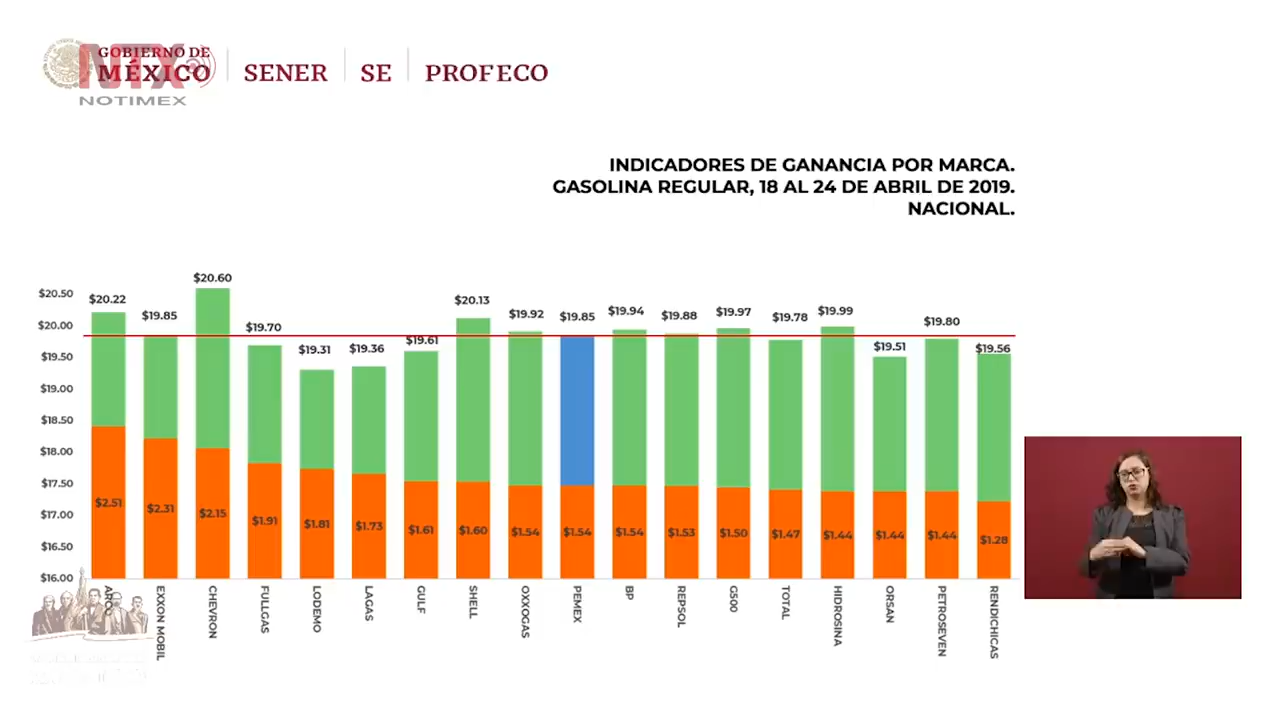 GOBIERNO DE
MÉXICO
SENER
SE
PROFECO
NTX
NOTIMEX
INDICADORES DE GANANCIA POR MARCA.
GASOLINA REGULAR, 18 AL 24 DE ABRIL DE 2019.
NACIONAL.
$20.50
$20.00
$19.50
$19.00
$18.50
$18.00
$17.50
$17.00
$16.50
$16.00
$20.22
$19.85
$20.60
$19.70
$19.31
$19.36
$19.61
$20.13
$19.92
$19.85
$19.94
$19.88
$19.97
$19.78
$19.99
$19.51
$19.80
$19.56
$2.51
$2.31
$2.15
$1.91
$1.81
$1.73
$1.61
$1.60
$1.54
$1.54
$1.54
$1.53
$1.50
$1.47
$1.44
$1.44
$1.44
$1.28
ARCO
EXXON MOBIL
CHEVRON
FULLGAS
LODEMO
LAGAS
GULF
SHELL
OXXOGAS
PEMEX
BP
REPSOL
G500
TOTAL
HIDROSINA
ORSAN
PETROSEVEN
RENDICHICAS